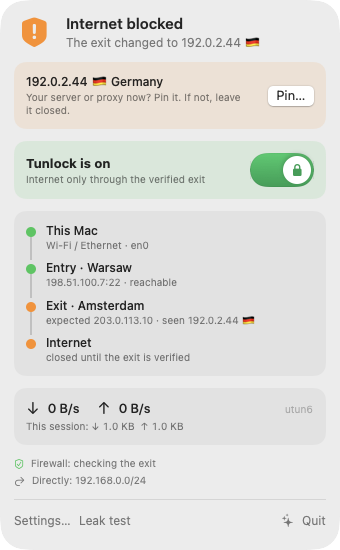 Internet blocked
The exit changed to 192.0.2.44 🇩🇪
192.0.2.44 🇩🇪 Germany
Your server or proxy now? Pin it. If not, leave
it closed.
Pin...
Tunlock is on
Internet only through the verified exit
This Mac
Wi-Fi / Ethernet · en0
Entry · Warsaw
198.51.100.7:22 · reachable
Exit · Amsterdam
expected 203.0.113.10 · seen 192.0.2.44 🇩🇪
Internet
closed until the exit is verified
↓ 0 B/s ↑ 0 B/s utun6
This session: ↓ 1.0 KB ↑ 1.0 KB
Firewall: checking the exit
Directly: 192.168.0.0/24
Settings... Leak test Quit